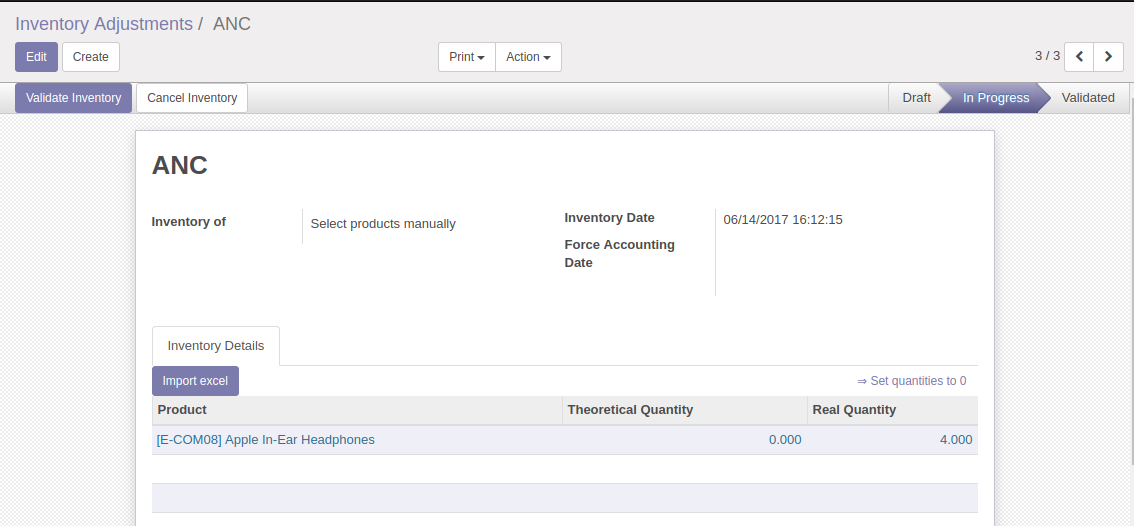 Inventory Adjustments / ANC
Edit Create Print Action 3 / 3
Validate Inventory Cancel Inventory Draft In Progress Validated
ANC
Inventory of Select products manually
Inventory Date 06/14/2017 16:12:15
Force Accounting
Date
Inventory Details
Import excel ⇒ Set quantities to 0
Product Theoretical Quantity Real Quantity
[E-COM08] Apple In-Ear Headphones 0.000 4.000